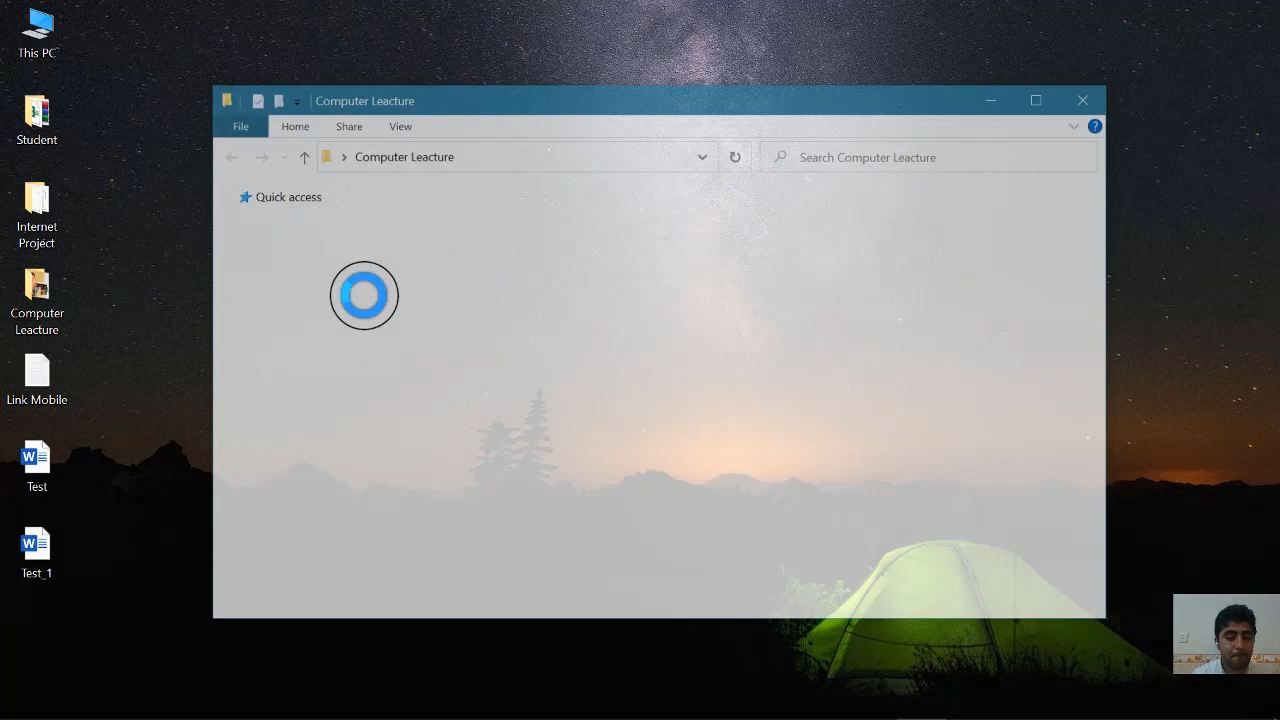 This PC
Student
Internet
Project
Computer
Leacture
Link Mobile
Test
Test_1
Computer Leacture
File Home Share View
Computer Leacture
Search Computer Leacture
Quick access